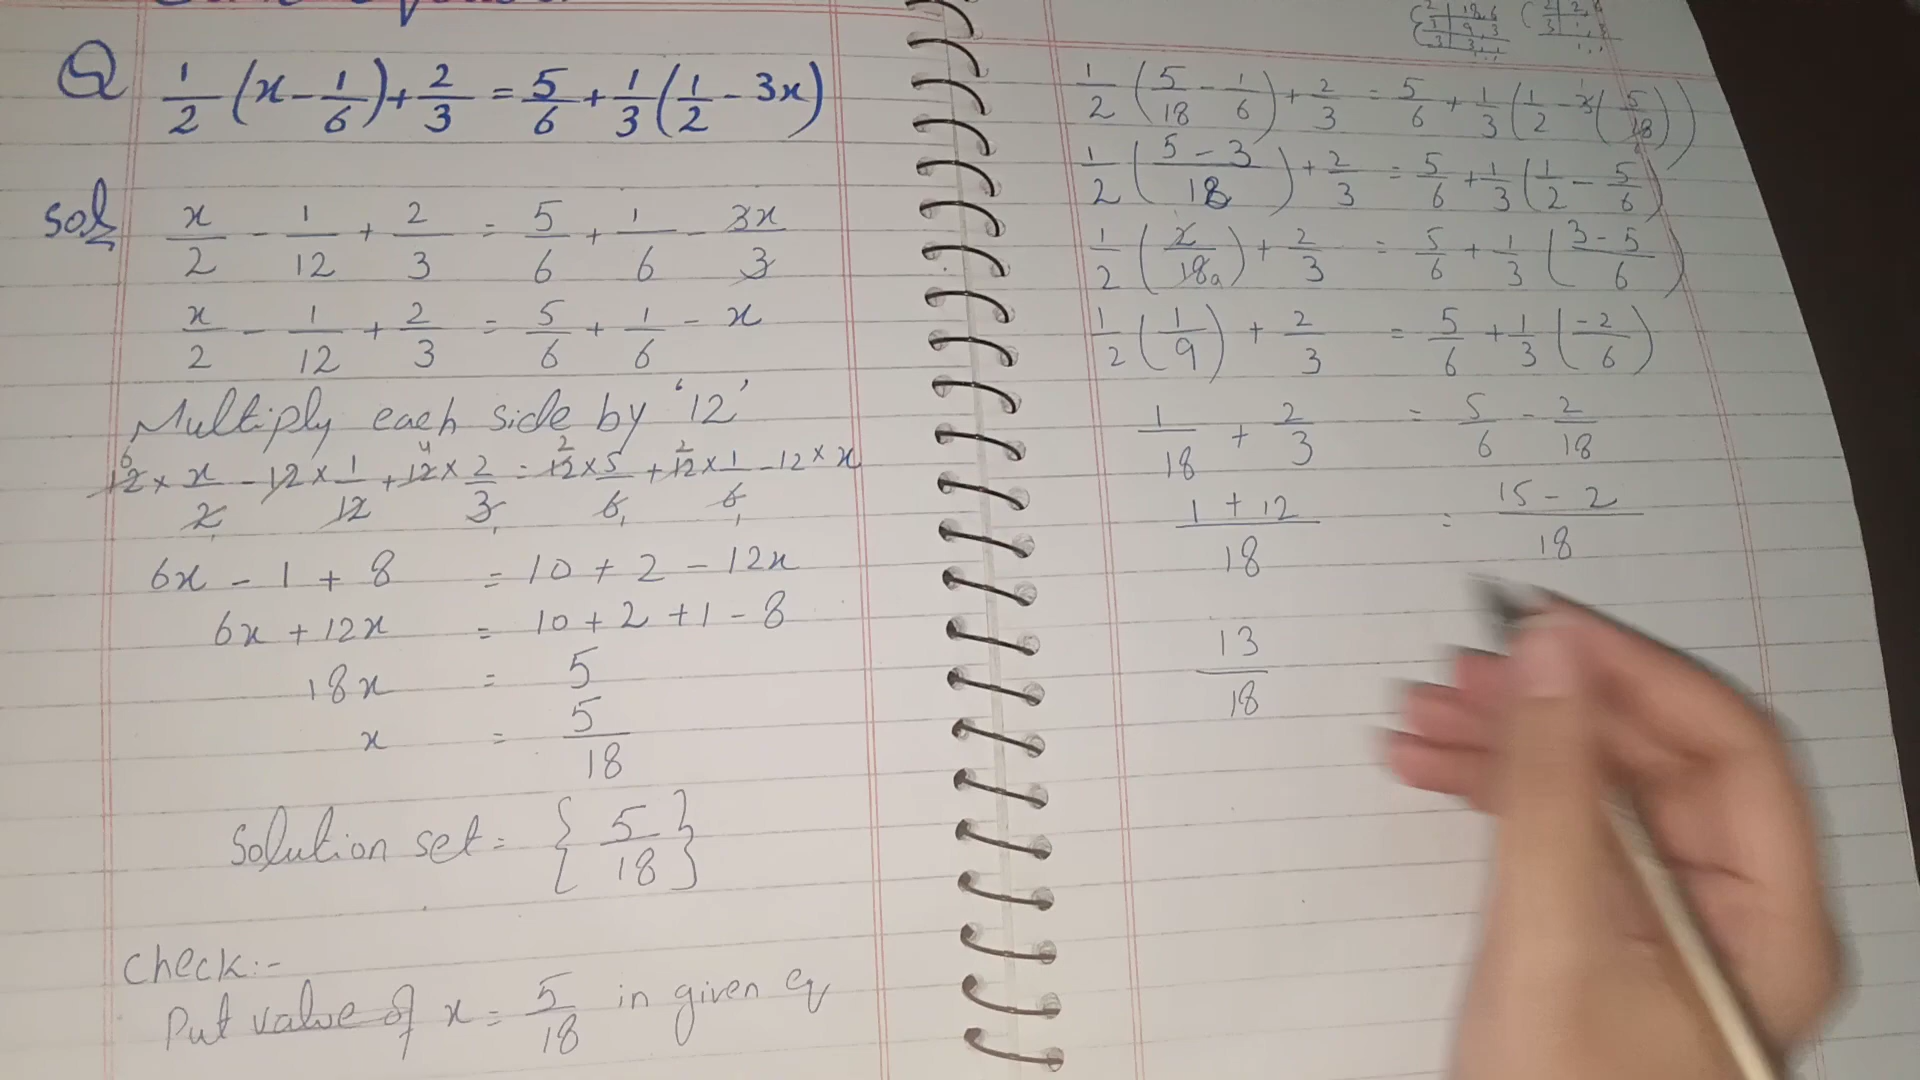 Q 1/2 (x - 1/6) + 2/3 = 5/6 + 1/3 (1/2 - 3x)
Sol x/2 - 1/12 + 2/3 = 5/6 + 1/6 - 3x/3
x/2 - 1/12 + 2/3 = 5/6 + 1/6 - x
Multiply each side by '12'
12 × x/2 - 12 × 1/12 + 12 × 2/3 = 12 × 5/6 + 12 × 1/6 - 12 × x
6x - 1 + 8 = 10 + 2 - 12x
6x + 12x = 10 + 2 + 1 - 8
18x = 5
x = 5/18
Solution set = { 5/18 }
Check:-
Put value of x = 5/18 in given eq
1/2 (5/18 - 1/6) + 2/3 = 5/6 + 1/3 (1/2 - 3(5/18))
1/2 ((5 - 3)/18) + 2/3 = 5/6 + 1/3 (1/2 - 5/6)
1/2 (2/18) + 2/3 = 5/6 + 1/3 ((3 - 5)/6)
1/2 (1/9) + 2/3 = 5/6 + 1/3 (-2/6)
1/18 + 2/3 = 5/6 - 2/18
(1 + 12)/18 = (15 - 2)/18
13/18